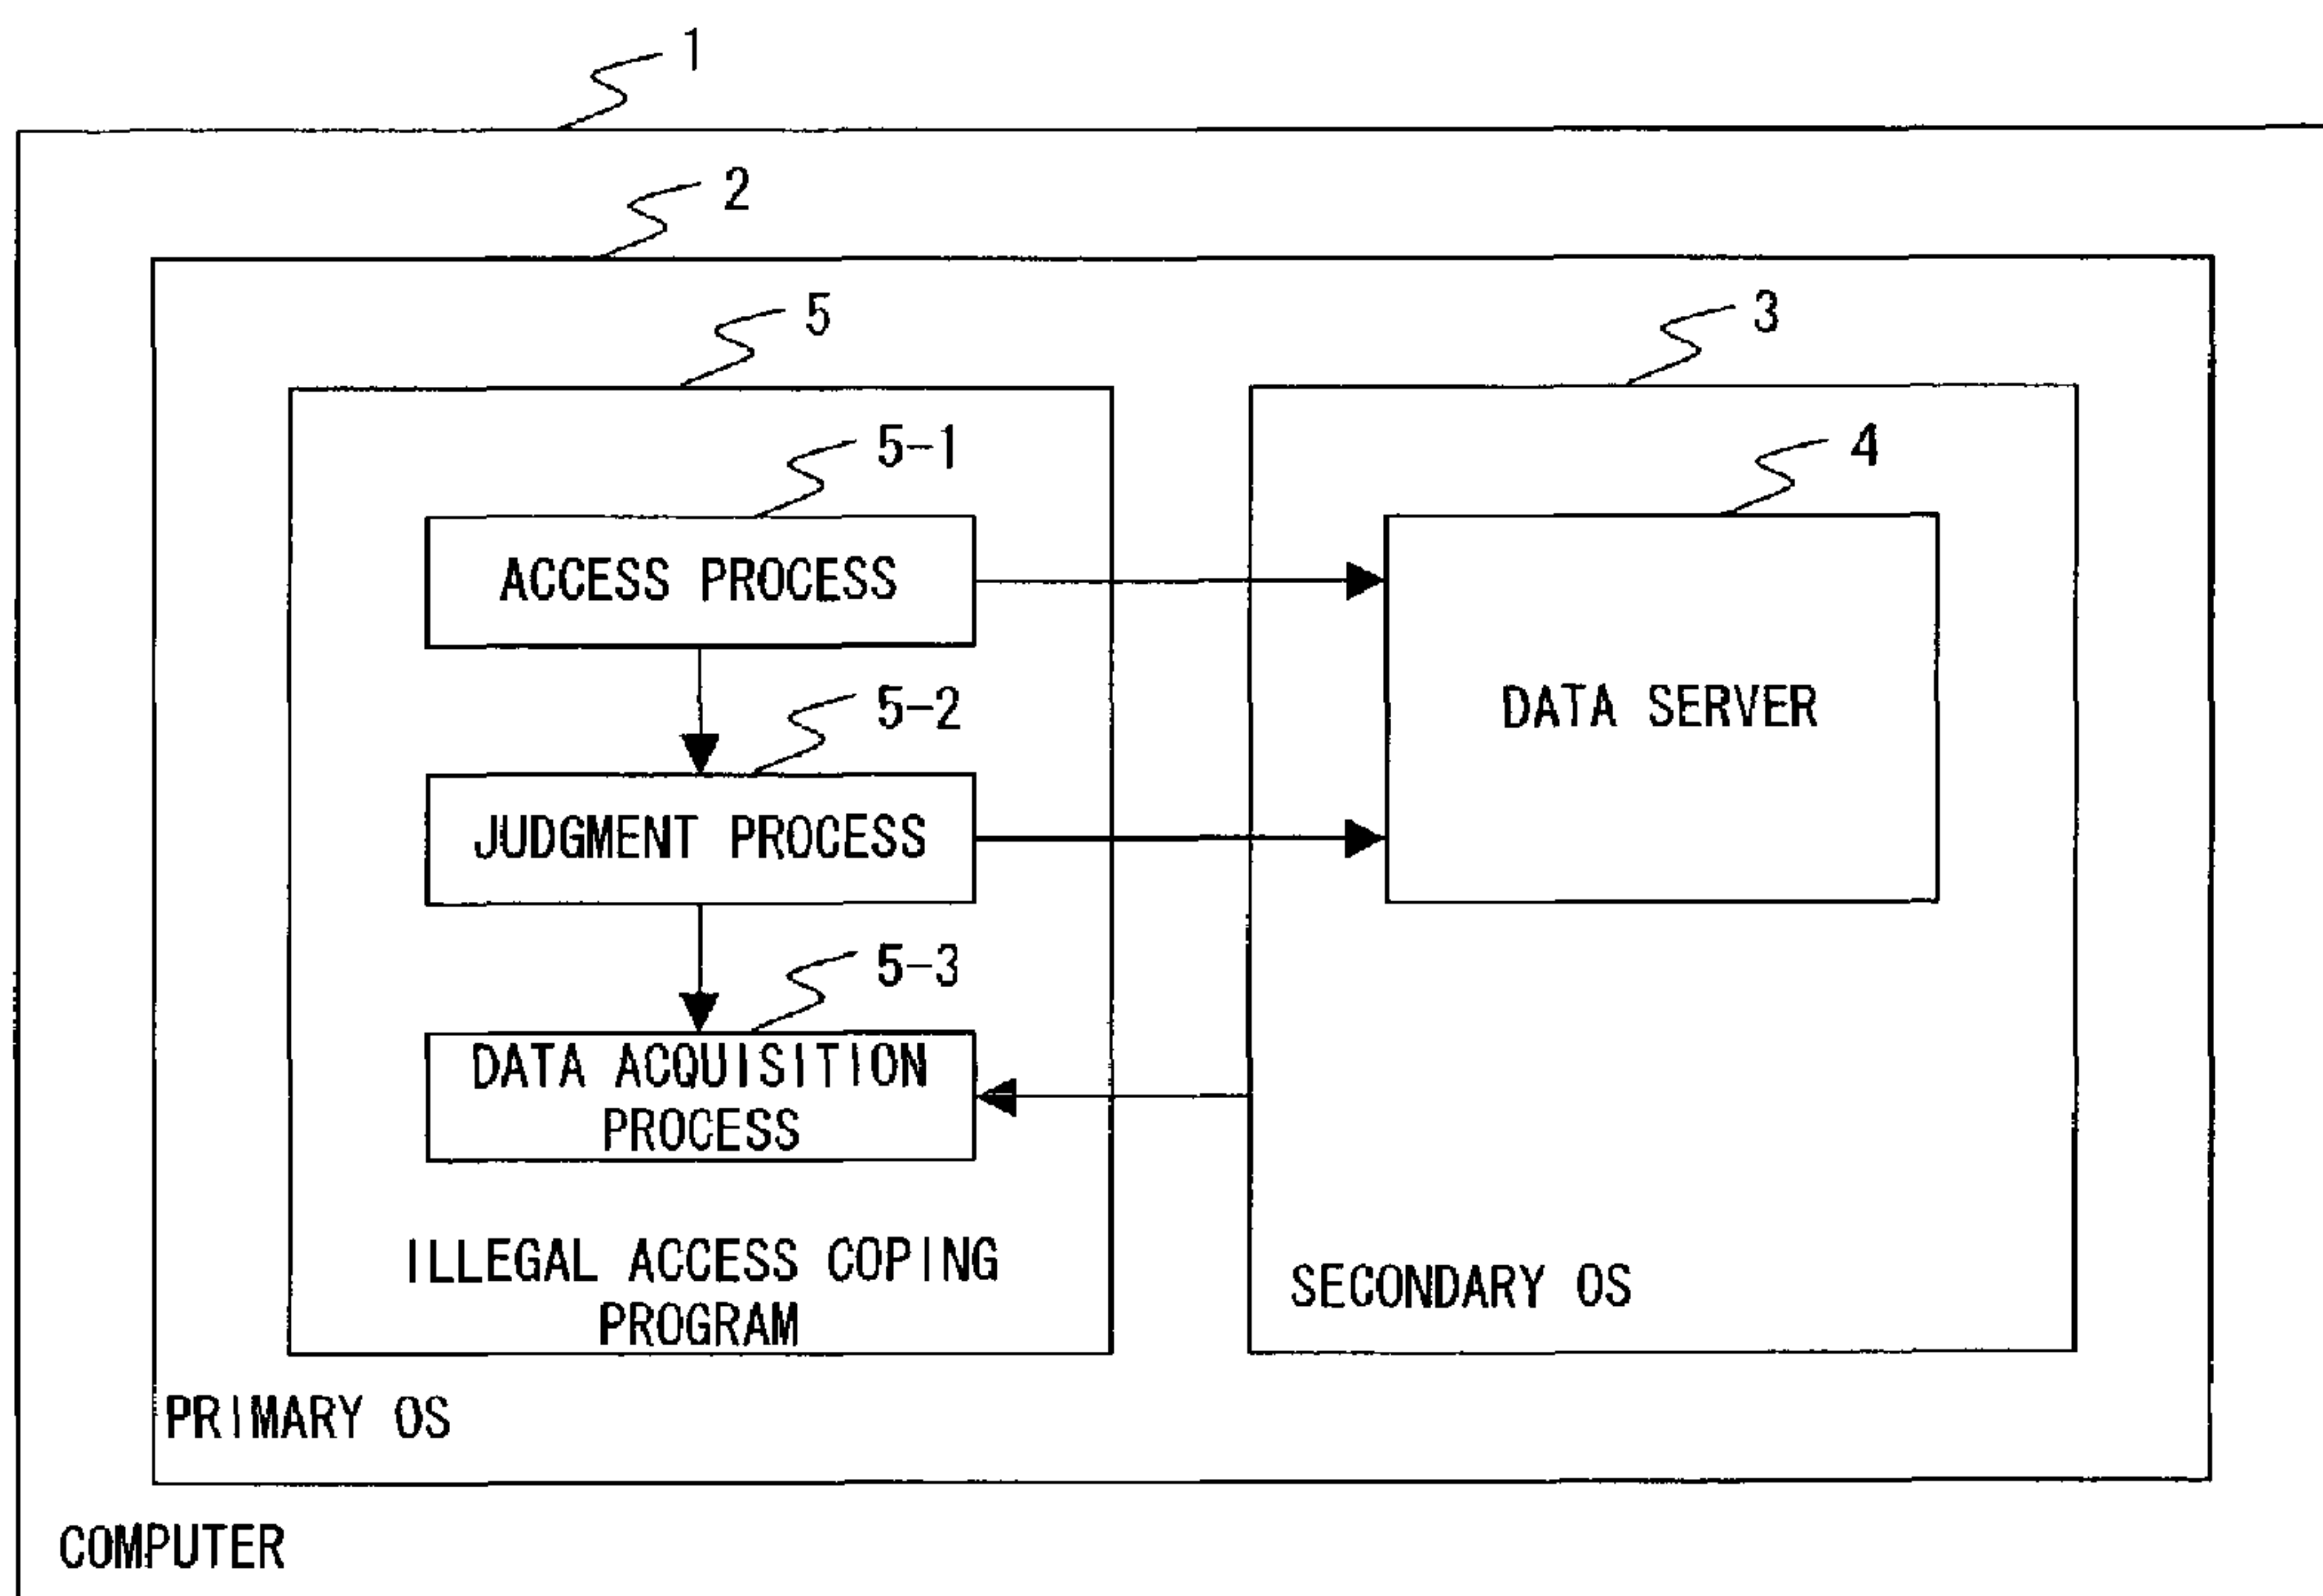 1
2
5
3
5-1
4
ACCESS PROCESS
5-2
DATA SERVER
JUDGMENT PROCESS
5-3
DATA ACQUISITION
PROCESS
ILLEGAL ACCESS COPING
PROGRAM
SECONDARY OS
PRIMARY OS
COMPUTER